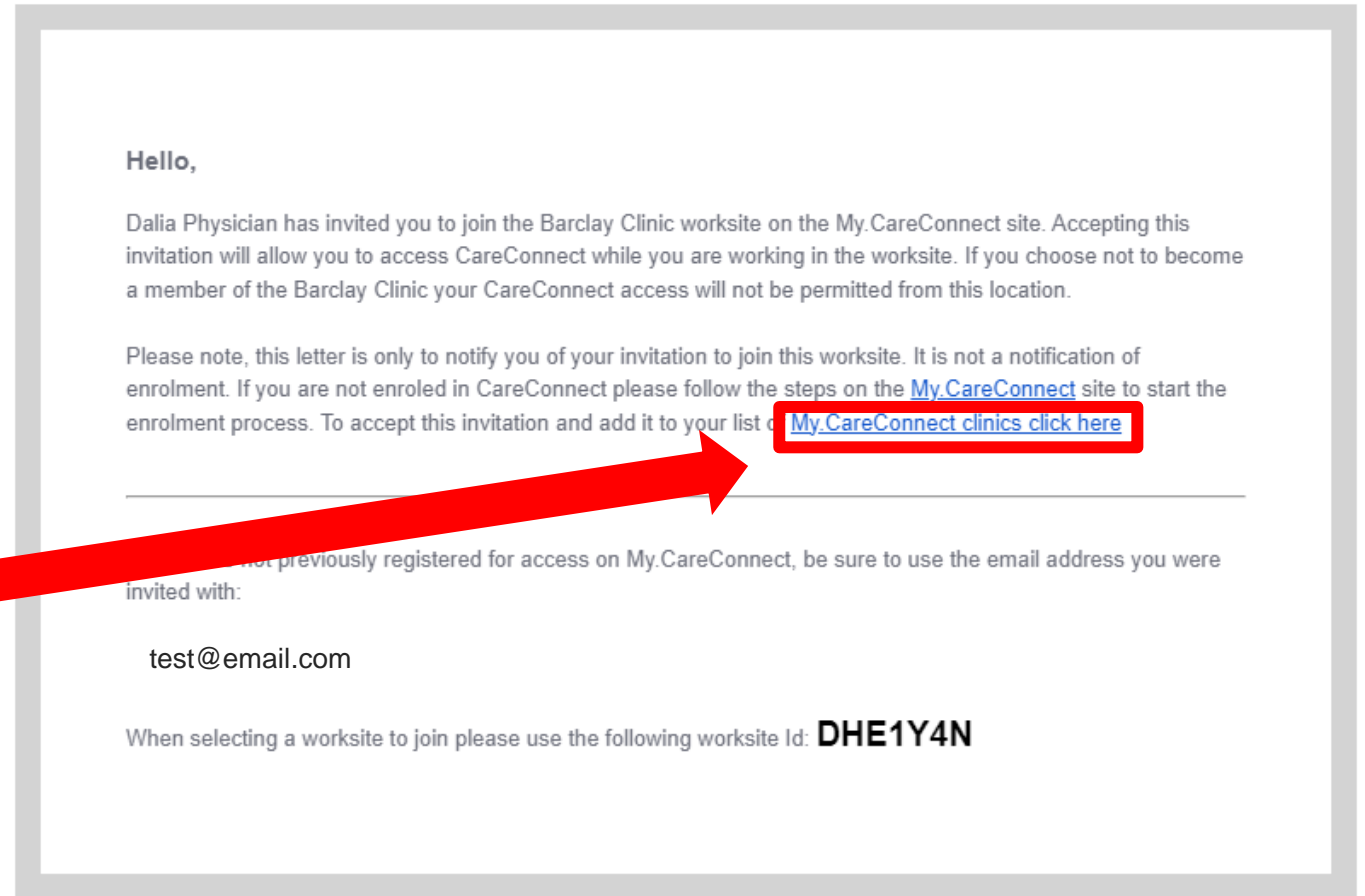 Hello,
Dalia Physician has invited you to join the Barclay Clinic worksite on the My.CareConnect site. Accepting this
invitation will allow you to access CareConnect while you are working in the worksite. If you choose not to become
a member of the Barclay Clinic your CareConnect access will not be permitted from this location.
Please note, this letter is only to notify you of your invitation to join this worksite. It is not a notification of
enrolment. If you are not enroled in CareConnect please follow the steps on the My.CareConnect site to start the
enrolment process. To accept this invitation and add it to your list My.CareConnect clinics click here
not previously registered for access on My.CareConnect, be sure to use the email address you were
invited with:
test@email.com
When selecting a worksite to join please use the following worksite Id: DHE1Y4N